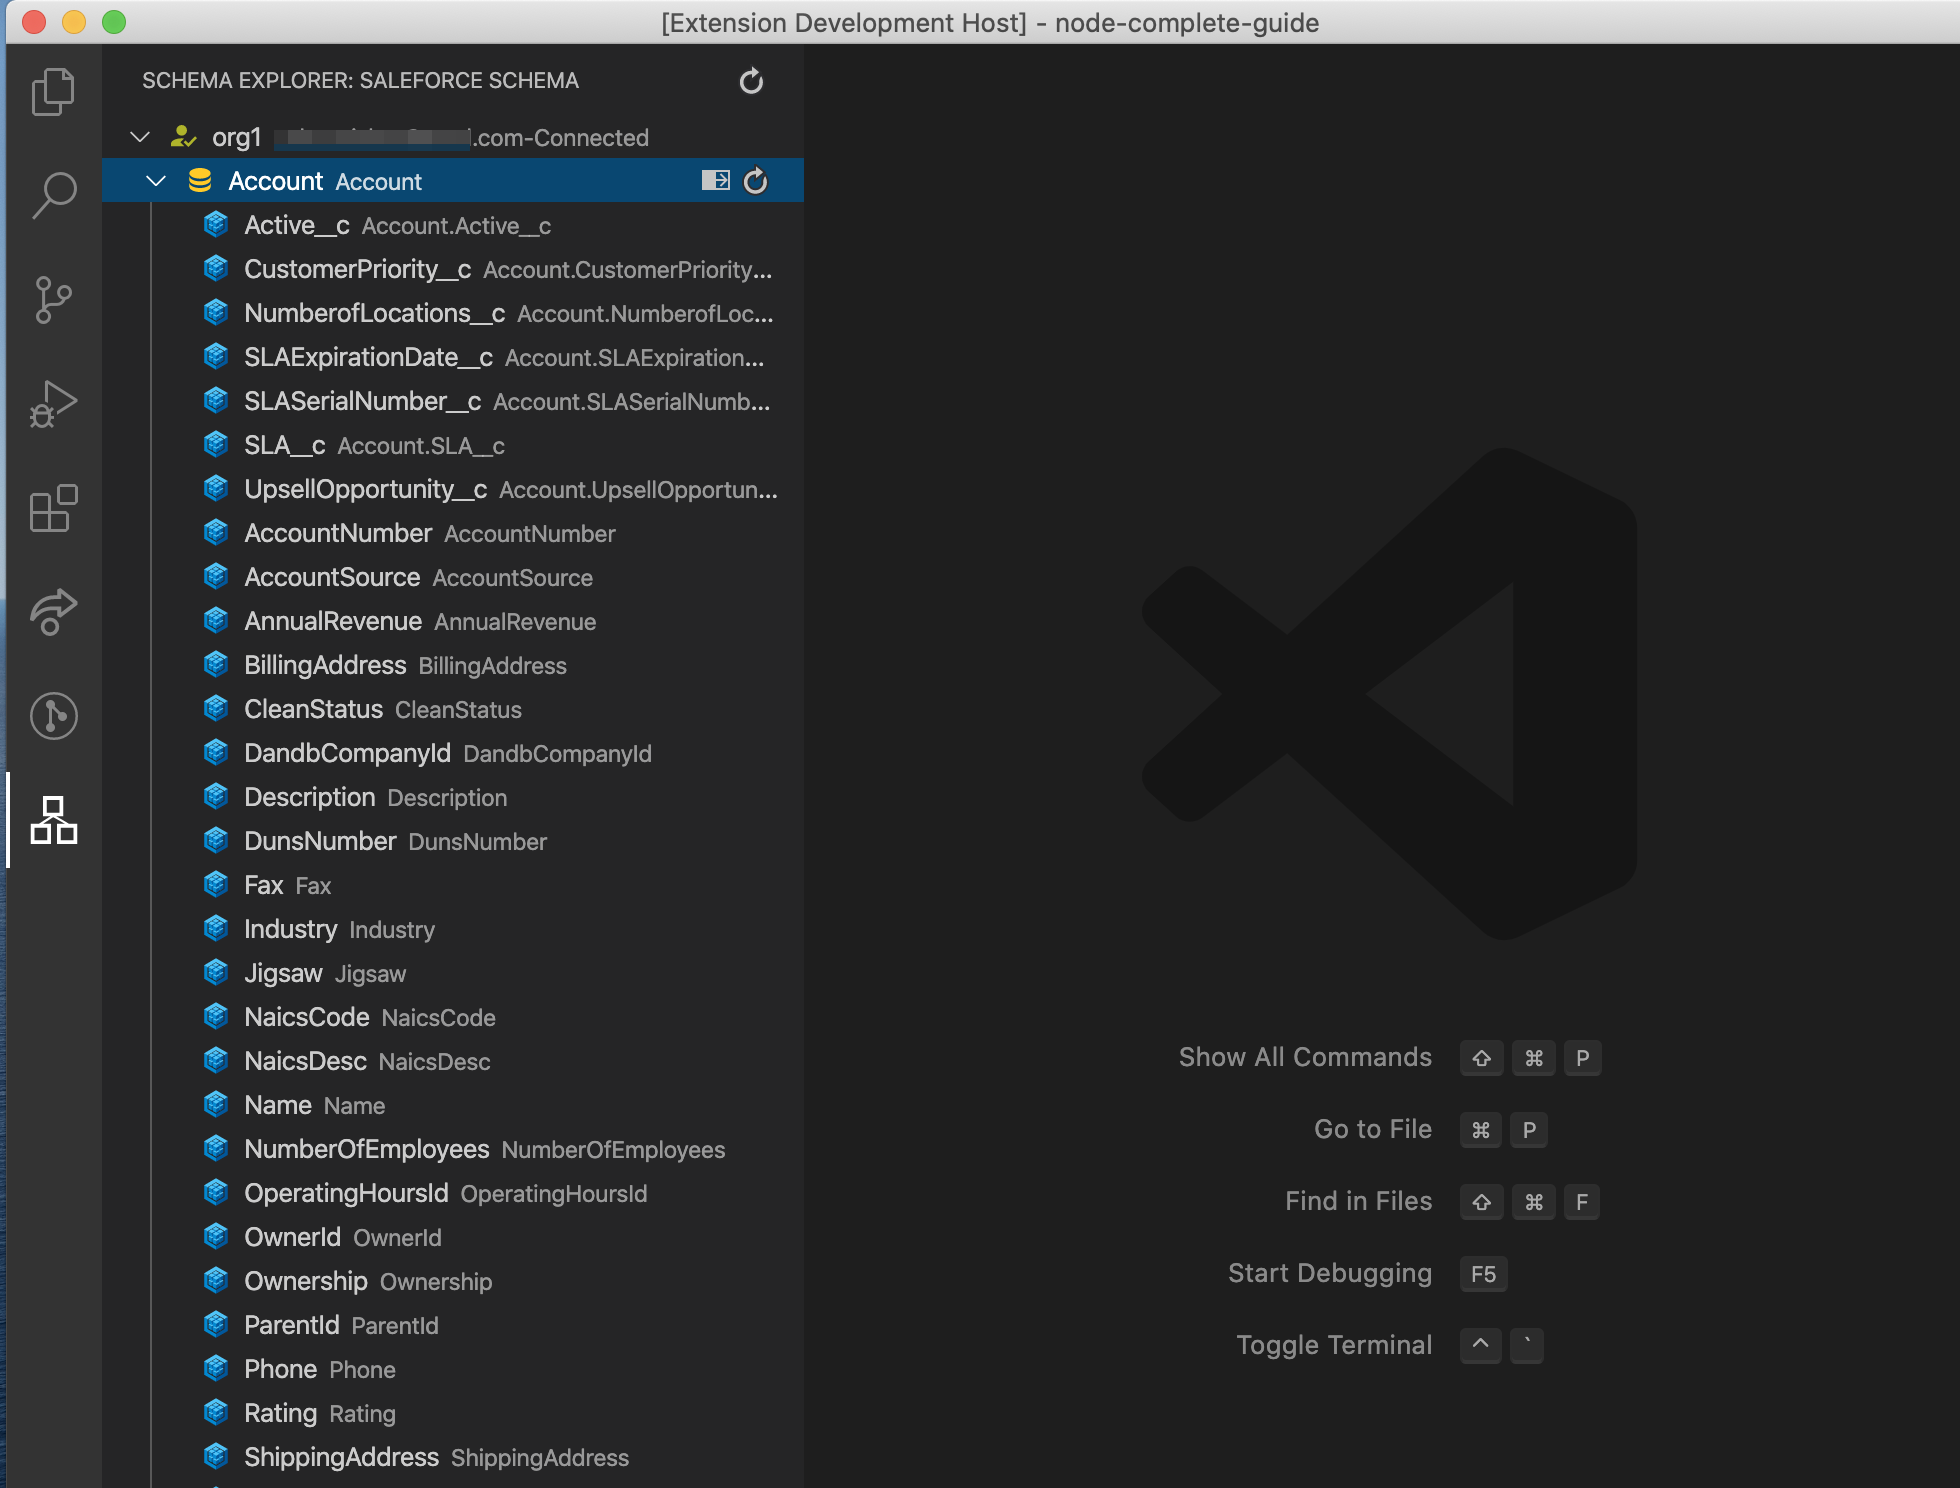 [Extension Development Host] - node-complete-guide
SCHEMA EXPLORER: SALEFORCE SCHEMA
org1 .com-Connected
Account Account
Active__c Account.Active__c
CustomerPriority__c Account.CustomerPriority...
NumberofLocations__c Account.NumberofLoc...
SLAExpirationDate__c Account.SLAExpiration...
SLASerialNumber__c Account.SLASerialNumb...
SLA__c Account.SLA__c
UpsellOpportunity__c Account.UpsellOpportun...
AccountNumber AccountNumber
AccountSource AccountSource
AnnualRevenue AnnualRevenue
BillingAddress BillingAddress
CleanStatus CleanStatus
DandbCompanyId DandbCompanyId
Description Description
DunsNumber DunsNumber
Fax Fax
Industry Industry
Jigsaw Jigsaw
NaicsCode NaicsCode
NaicsDesc NaicsDesc
Name Name
NumberOfEmployees NumberOfEmployees
OperatingHoursId OperatingHoursId
OwnerId OwnerId
Ownership Ownership
ParentId ParentId
Phone Phone
Rating Rating
ShippingAddress ShippingAddress
Show All Commands ⇧ ⌘ P
Go to File ⌘ P
Find in Files ⇧ ⌘ F
Start Debugging F5
Toggle Terminal ^ `